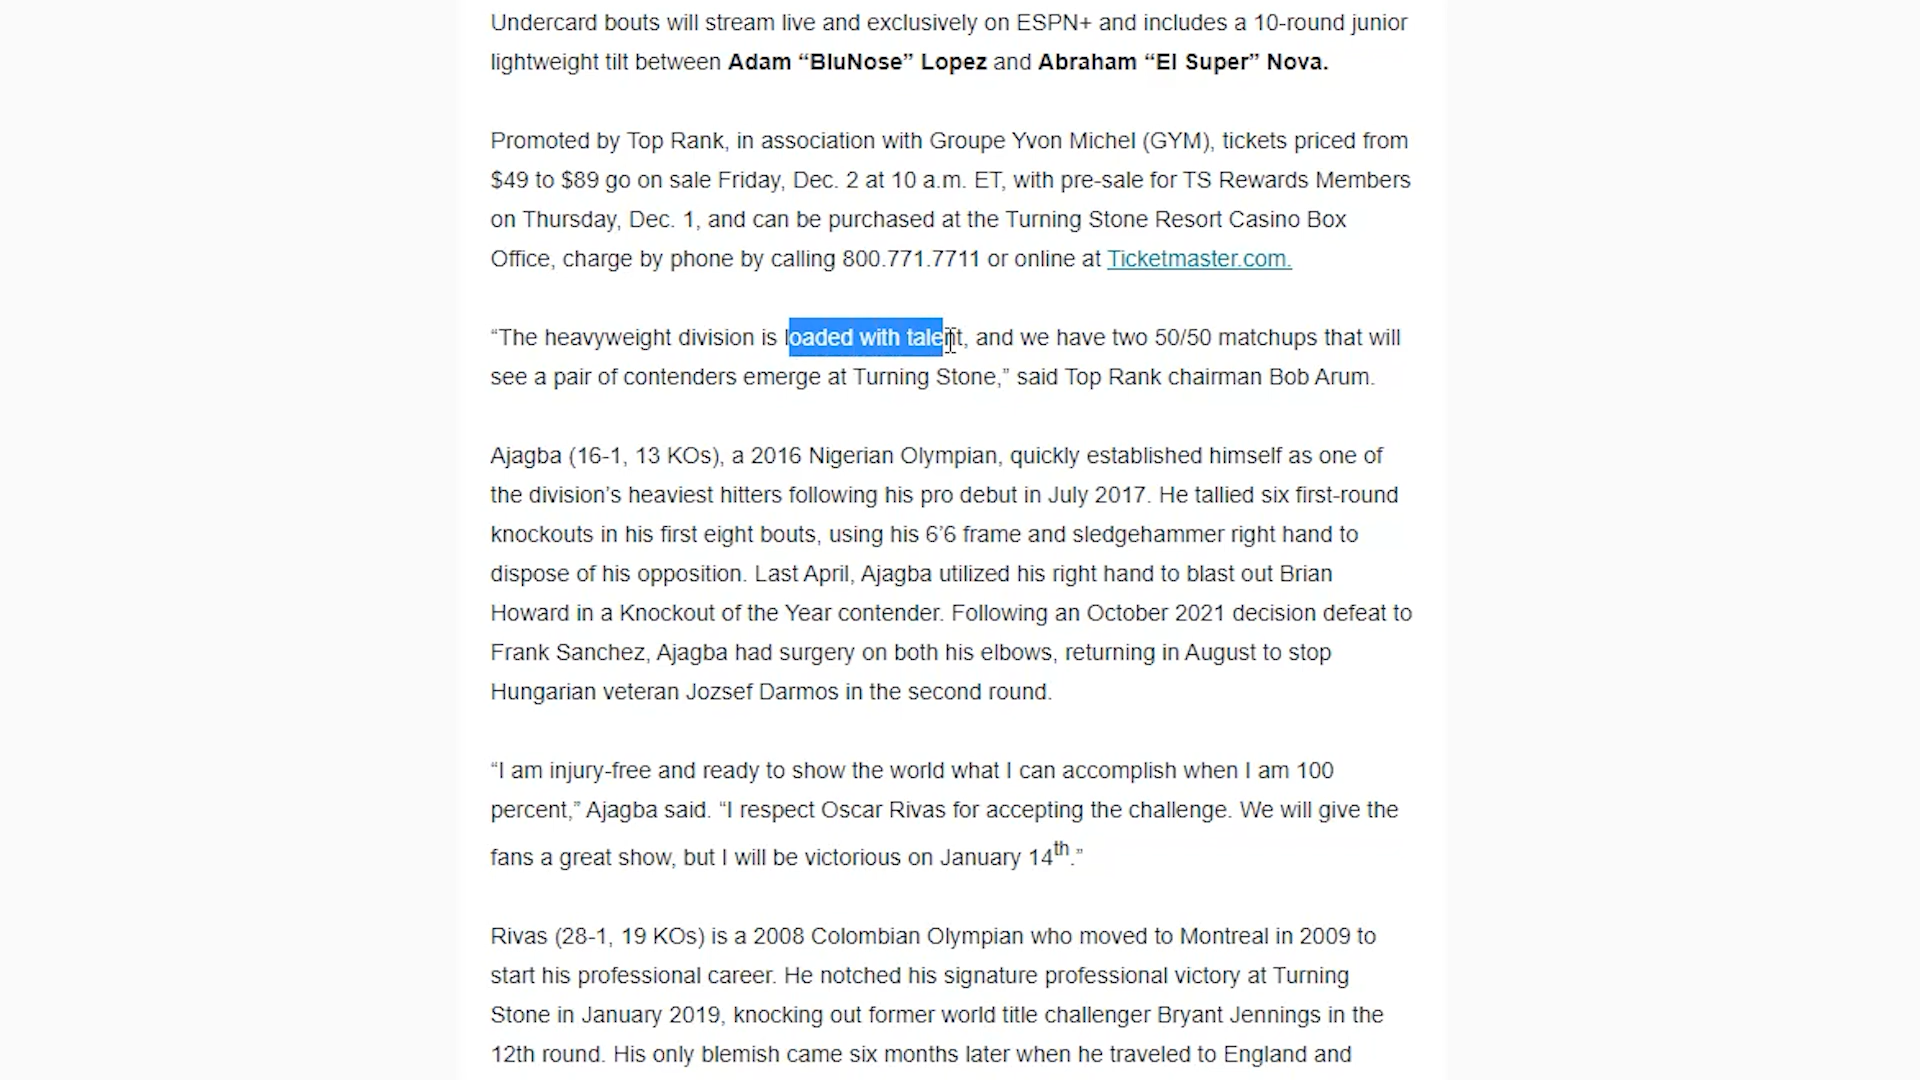 Undercard bouts will stream live and exclusively on ESPN+ and includes a 10-round junior
lightweight tilt between Adam “BluNose” Lopez and Abraham “El Super” Nova.
Promoted by Top Rank, in association with Groupe Yvon Michel (GYM), tickets priced from
$49 to $89 go on sale Friday, Dec. 2 at 10 a.m. ET, with pre-sale for TS Rewards Members
on Thursday, Dec. 1, and can be purchased at the Turning Stone Resort Casino Box
Office, charge by phone by calling 800.771.7711 or online at Ticketmaster.com.
“The heavyweight division is loaded with talent, and we have two 50/50 matchups that will
see a pair of contenders emerge at Turning Stone,” said Top Rank chairman Bob Arum.
Ajagba (16-1, 13 KOs), a 2016 Nigerian Olympian, quickly established himself as one of
the division’s heaviest hitters following his pro debut in July 2017. He tallied six first-round
knockouts in his first eight bouts, using his 6’6 frame and sledgehammer right hand to
dispose of his opposition. Last April, Ajagba utilized his right hand to blast out Brian
Howard in a Knockout of the Year contender. Following an October 2021 decision defeat to
Frank Sanchez, Ajagba had surgery on both his elbows, returning in August to stop
Hungarian veteran Jozsef Darmos in the second round.
“I am injury-free and ready to show the world what I can accomplish when I am 100
percent,” Ajagba said. “I respect Oscar Rivas for accepting the challenge. We will give the
fans a great show, but I will be victorious on January 14th.”
Rivas (28-1, 19 KOs) is a 2008 Colombian Olympian who moved to Montreal in 2009 to
start his professional career. He notched his signature professional victory at Turning
Stone in January 2019, knocking out former world title challenger Bryant Jennings in the
12th round. His only blemish came six months later when he traveled to England and